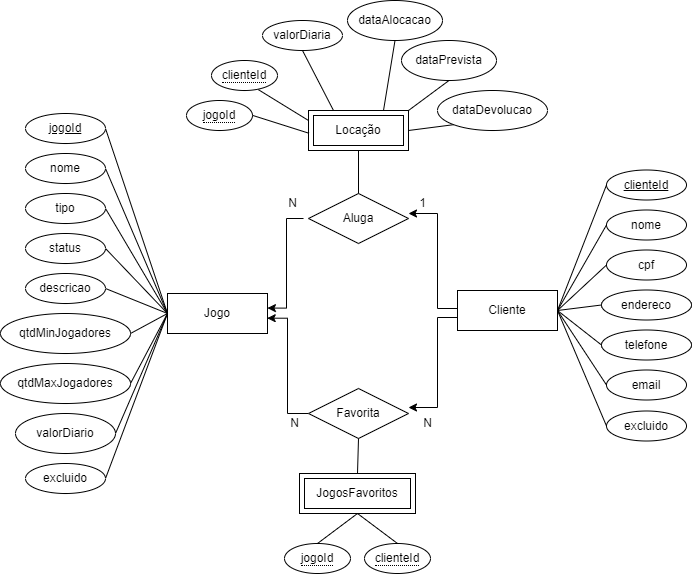 dataAlocacao
valorDiaria
dataPrevista
clienteId
dataDevolucao
jogoId
Locação
jogoId
nome
tipo
status
descricao
qtdMinJogadores
qtdMaxJogadores
valorDiario
excluido
N
Aluga
1
Jogo
Cliente
clienteId
nome
cpf
endereco
telefone
email
excluido
N
Favorita
N
JogosFavoritos
jogoId
clienteId